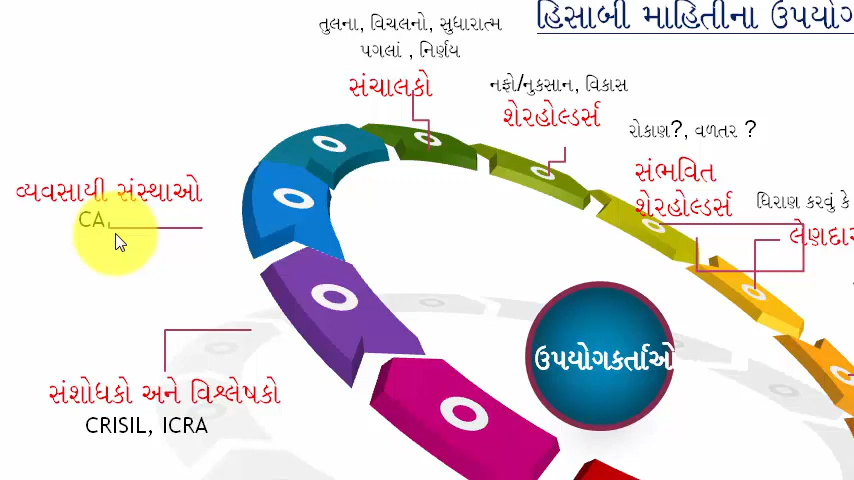 હિસાબી માહિતીના
તુલના, વિચલનો, સુધારાત્મ
પગલાં , નિર્ણય
સંચાલકો
નફો/નુકસાન, વિકાસ
શેરહોલ્ડર્સ
રોકાણ?, વળતર ?
સંભવિત
શેરહોલ્ડર્સ
ધિરાણ કરવું કે
વ્યવસાયી સંસ્થાઓ
CA,
ઉપયોગકર્તાઓ
સંશોધકો અને વિશ્લેષકો
CRISIL, ICRA